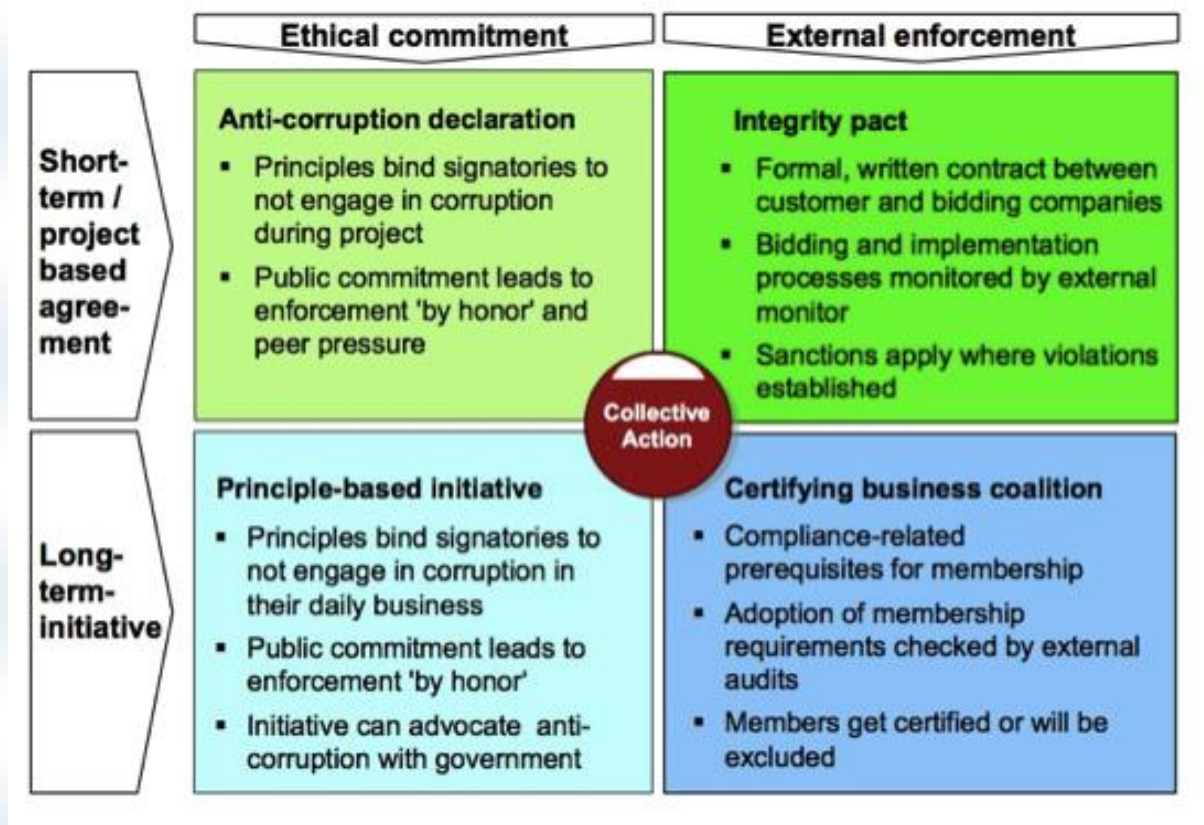 Ethical commitment
External enforcement
Short-
term /
project
based
agree-
ment
Anti-corruption declaration
▪ Principles bind signatories to
not engage in corruption
during project
▪ Public commitment leads to
enforcement 'by honor' and
peer pressure
Integrity pact
▪ Formal, written contract between
customer and bidding companies
▪ Bidding and implementation
processes monitored by external
monitor
▪ Sanctions apply where violations
established
Collective
Action
Long-
term-
initiative
Principle-based initiative
▪ Principles bind signatories to
not engage in corruption in
their daily business
▪ Public commitment leads to
enforcement 'by honor'
▪ Initiative can advocate anti-
corruption with government
Certifying business coalition
▪ Compliance-related
prerequisites for membership
▪ Adoption of membership
requirements checked by external
audits
▪ Members get certified or will be
excluded